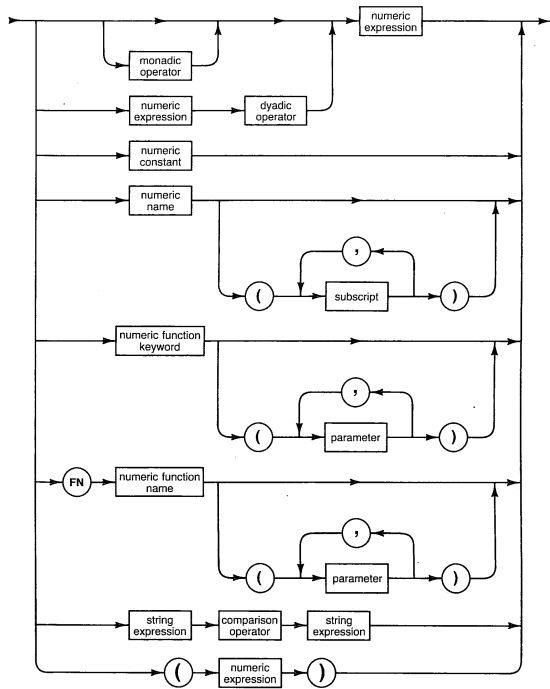 numeric
expression
monadic
operator
numeric
expression
dyadic
operator
numeric
constant
numeric
name
,
(
subscript
)
numeric function
keyword
,
(
parameter
)
FN
numeric function
name
,
(
parameter
)
string
expression
comparison
operator
string
expression
(
numeric
expression
)